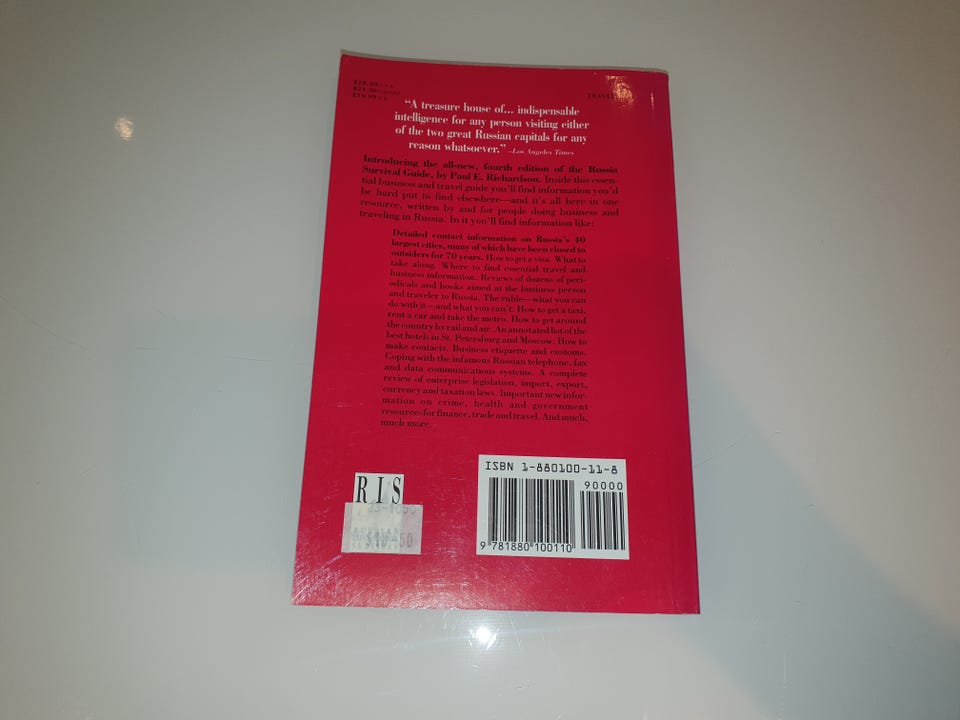 $18.50 U.S.A.
TRAVEL
“A treasure house of... indispensable
intelligence for any person visiting either
of the two great Russian capitals for any
reason whatsoever.” –Los Angeles Times
Introducing the all-new, fourth edition of the Russia
Survival Guide, by Paul E. Richardson. Inside this essen-
tial business and travel guide you'll find information you'd
be hard put to find elsewhere—and it's all here in one
resource, written by and for people doing business and
traveling in Russia. In it you'll find information like:
Detailed contact information on Russia's 40
largest cities, many of which have been closed to
outsiders for 70 years. How to get a visa. What to
take along. Where to find essential travel and
business information. Reviews of dozens of peri-
odicals and books aimed at the business person
and traveler to Russia. The ruble—what you can
do with it—and what you can't. How to get a taxi,
rent a car and take the metro. How to get around
the country by rail and air. An annotated list of the
best hotels in St. Petersburg and Moscow. How to
make contacts. Business etiquette and customs.
Coping with the infamous Russian telephone, fax
and data communications systems. A complete
review of enterprise legislation, import, export,
currency and taxation laws. Important new infor-
mation on crime, health and government
resources for finance, trade and travel. And much,
much more.
RIS
ISBN 1-880100-11-8
90000
9 781880 100110